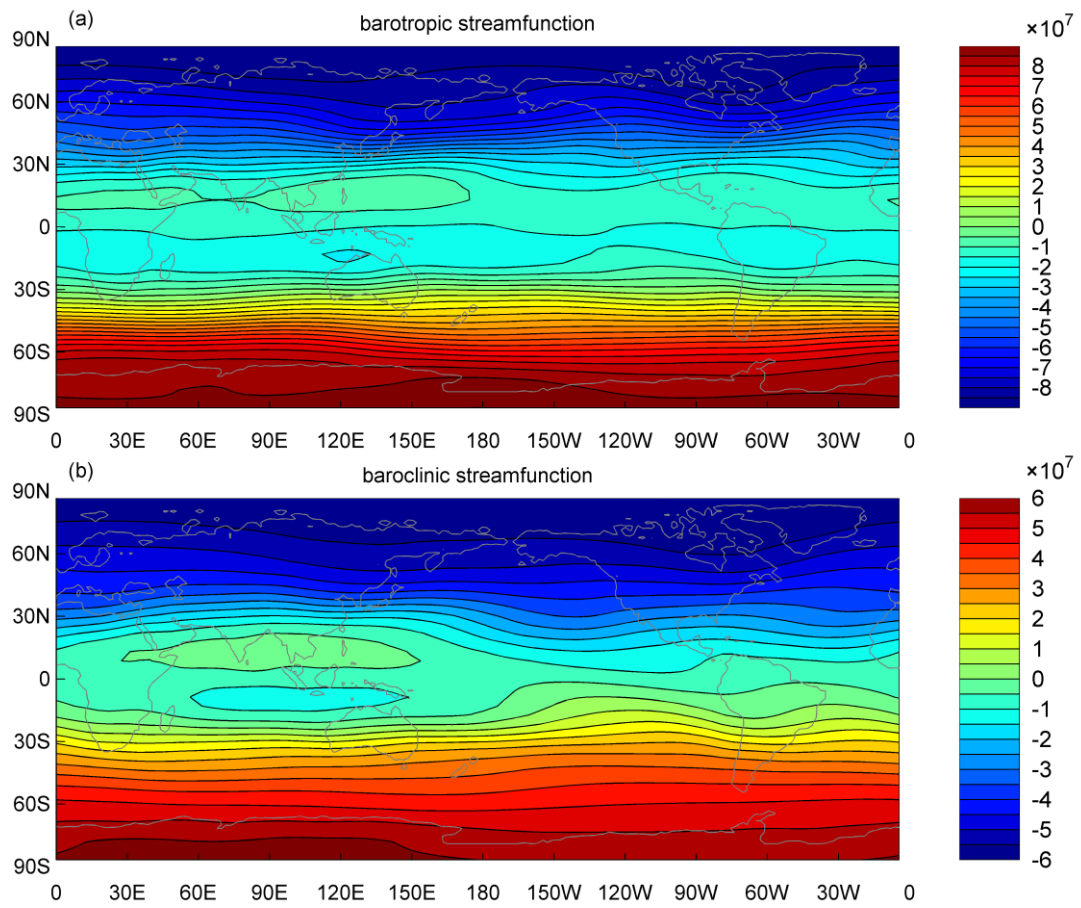 (a)
barotropic streamfunction
×10⁷
90N
60N
30N
0
30S
60S
90S
0 30E 60E 90E 120E 150E 180 150W 120W 90W 60W 30W 0
8
7
6
5
4
3
2
1
0
-1
-2
-3
-4
-5
-6
-7
-8
(b)
baroclinic streamfunction
×10⁷
90N
60N
30N
0
30S
60S
90S
0 30E 60E 90E 120E 150E 180 150W 120W 90W 60W 30W 0
6
5
4
3
2
1
0
-1
-2
-3
-4
-5
-6